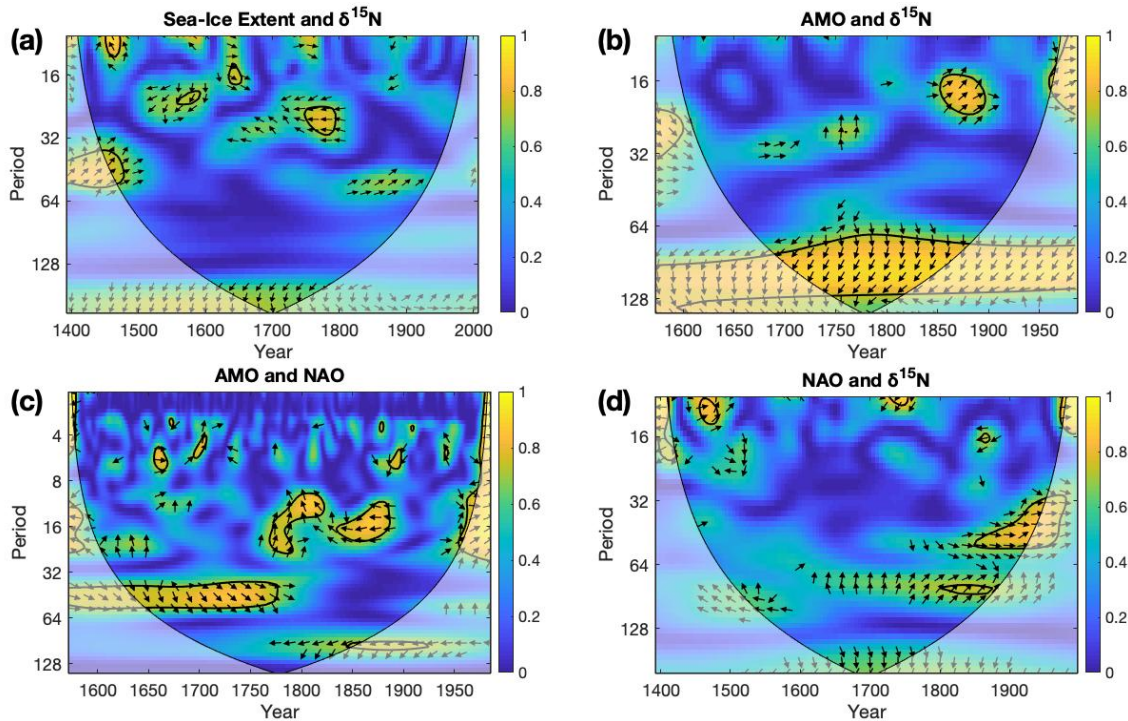 (a) Sea-Ice Extent and δ¹⁵N
Period
16
32
64
128
1400 1500 1600 1700 1800 1900 2000
Year
1
0.8
0.6
0.4
0.2
0
(b) AMO and δ¹⁵N
Period
16
32
64
128
1600 1650 1700 1750 1800 1850 1900 1950
Year
1
0.8
0.6
0.4
0.2
0
(c) AMO and NAO
Period
4
8
16
32
64
128
1600 1650 1700 1750 1800 1850 1900 1950
Year
1
0.8
0.6
0.4
0.2
0
(d) NAO and δ¹⁵N
Period
16
32
64
128
1400 1500 1600 1700 1800 1900
Year
1
0.8
0.6
0.4
0.2
0